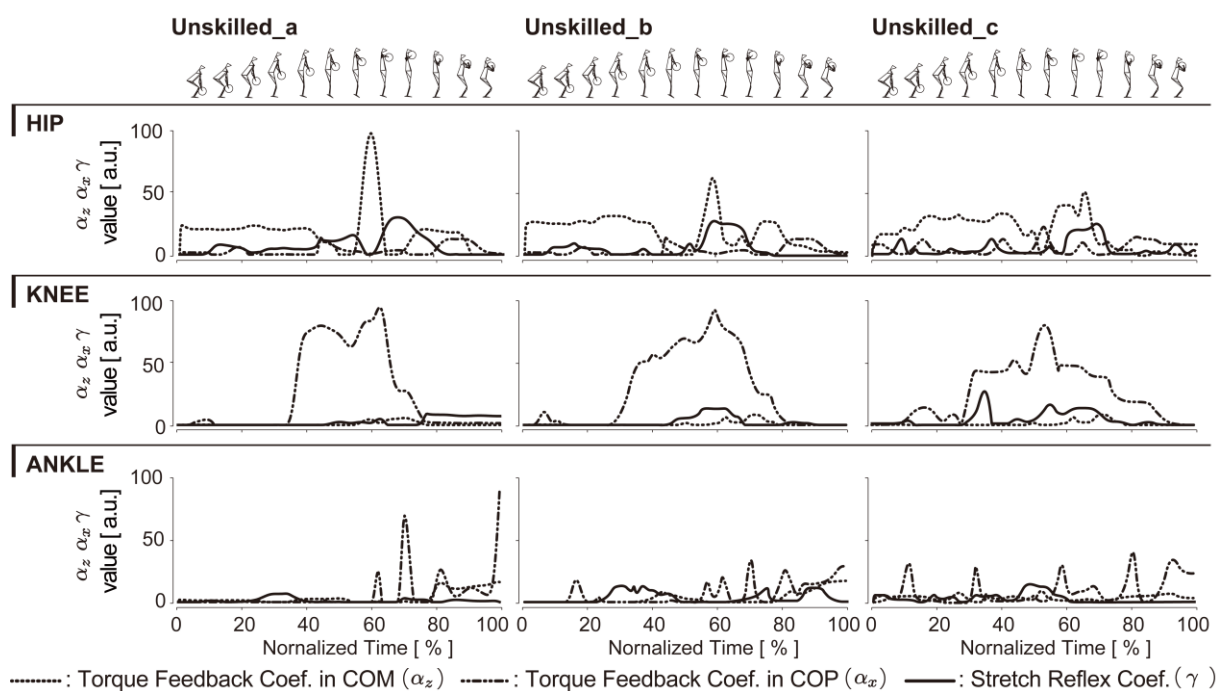 Unskilled_a Unskilled_b Unskilled_c
HIP
αz αx γ
value [ a.u.]
100
50
0
KNEE
αz αx γ
value [ a.u.]
100
50
0
ANKLE
αz αx γ
value [ a.u.]
100
50
0
0 20 40 60 80 100 0 20 40 60 80 100 0 20 40 60 80 100
Nornalized Time [ % ] Nornalized Time [ % ] Nornalized Time [ % ]
: Torque Feedback Coef. in COM (αz) : Torque Feedback Coef. in COP (αx) : Stretch Reflex Coef. (γ)